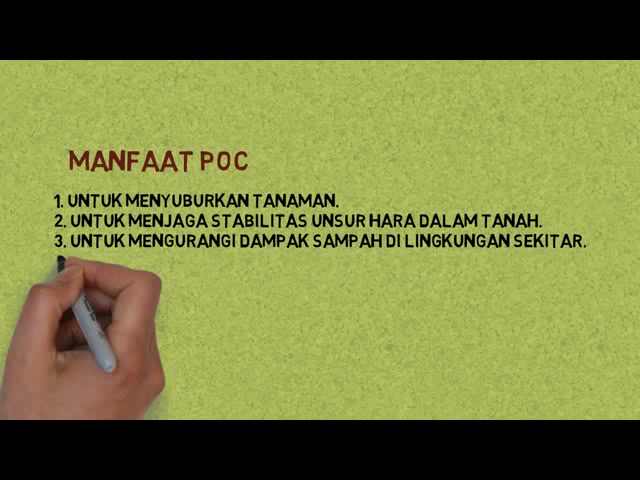 MANFAAT POC
1. UNTUK MENYUBURKAN TANAMAN.
2. UNTUK MENJAGA STABILITAS UNSUR HARA DALAM TANAH.
3. UNTUK MENGURANGI DAMPAK SAMPAH DI LINGKUNGAN SEKITAR.